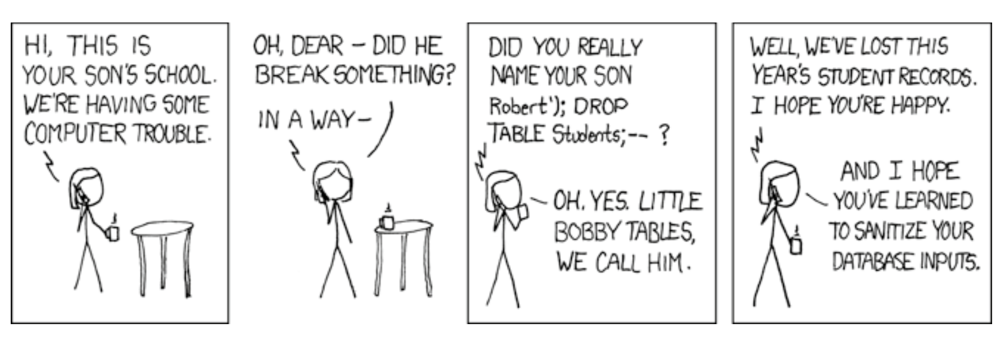 HI, THIS IS
YOUR SON'S SCHOOL.
WE'RE HAVING SOME
COMPUTER TROUBLE.
OH, DEAR – DID HE
BREAK SOMETHING?
IN A WAY–
DID YOU REALLY
NAME YOUR SON
Robert'); DROP
TABLE Students;-- ?
OH. YES. LITTLE
BOBBY TABLES,
WE CALL HIM.
WELL, WE'VE LOST THIS
YEAR'S STUDENT RECORDS.
I HOPE YOU'RE HAPPY.
AND I HOPE
YOU'VE LEARNED
TO SANITIZE YOUR
DATABASE INPUTS.